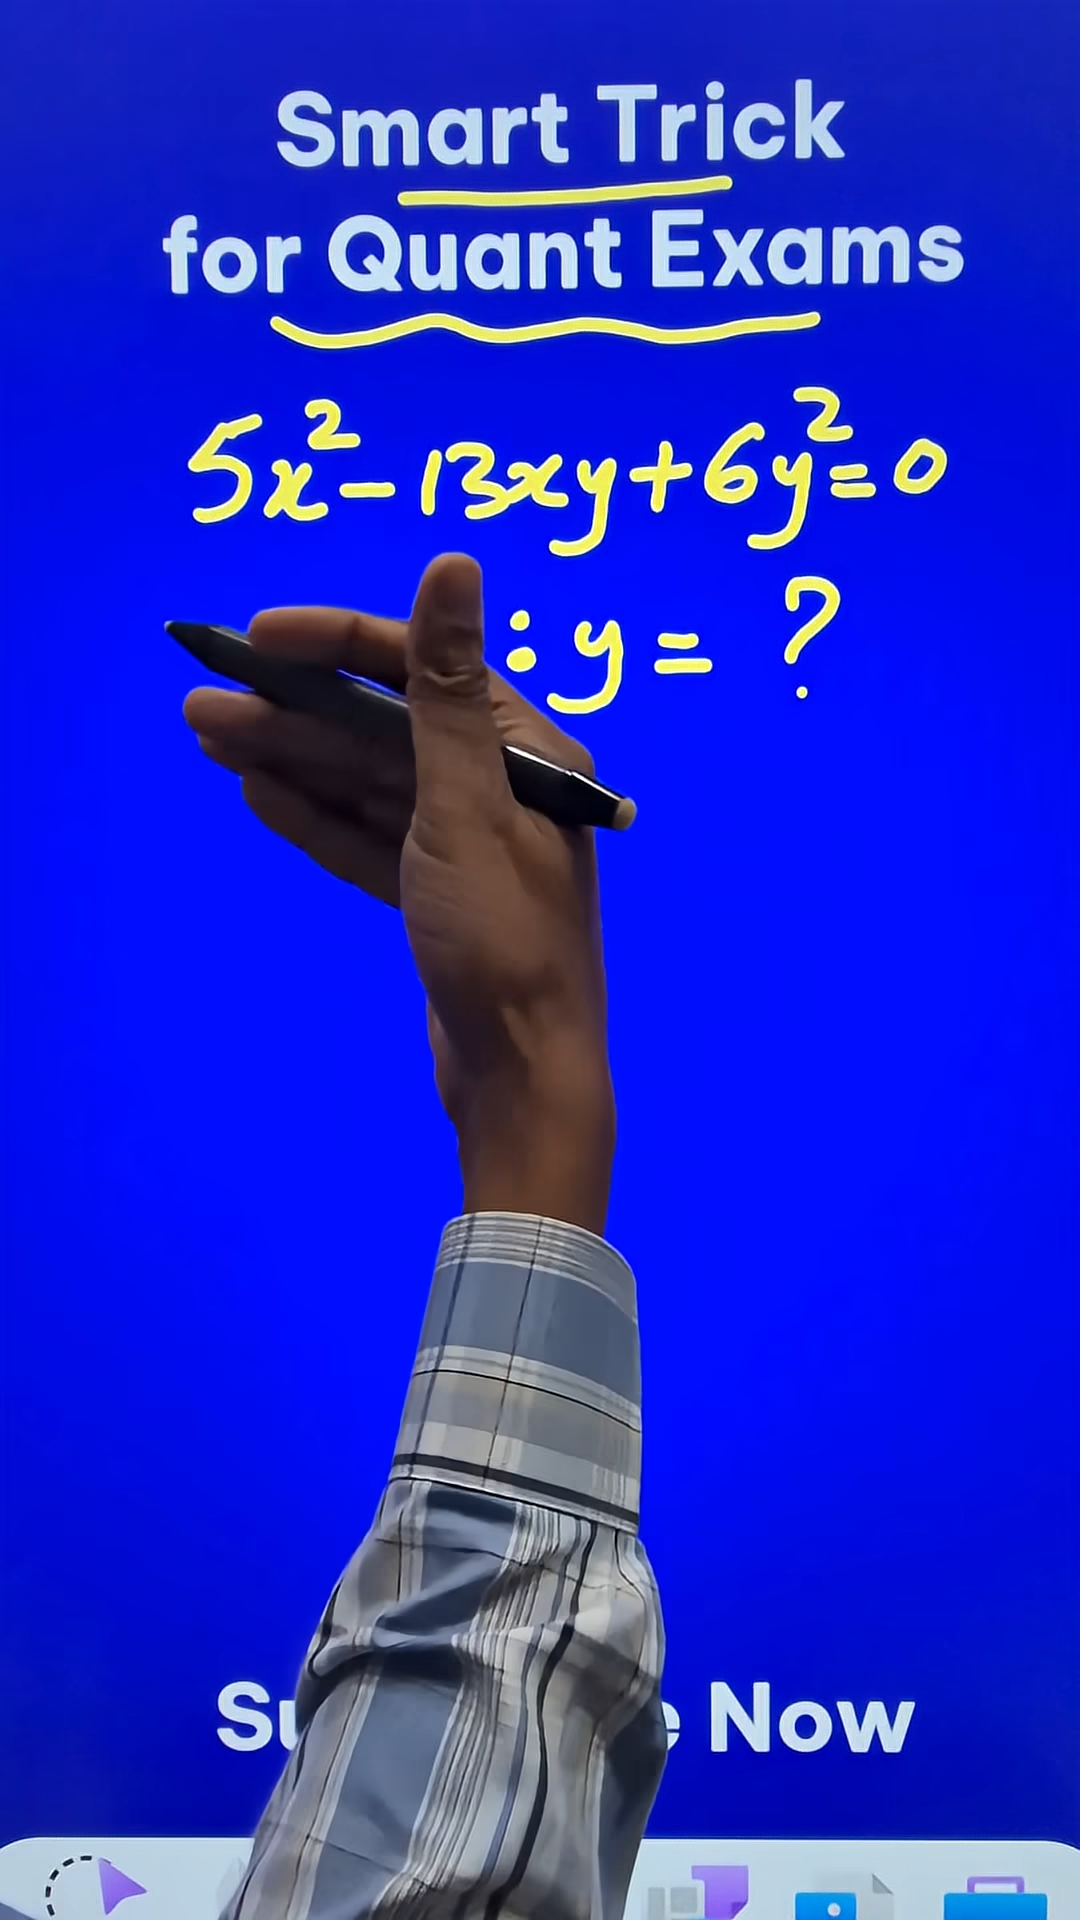 Smart Trick
for Quant Exams
5x²-13xy+6y²=0
:y = ?
Now